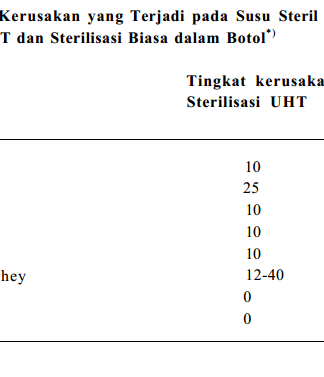 Kerusakan yang Terjadi pada Susu Steril
T dan Sterilisasi Biasa dalam Botol*)
Tingkat kerusaka
Sterilisasi UHT
10
25
10
10
10
hey 12-40
0
0